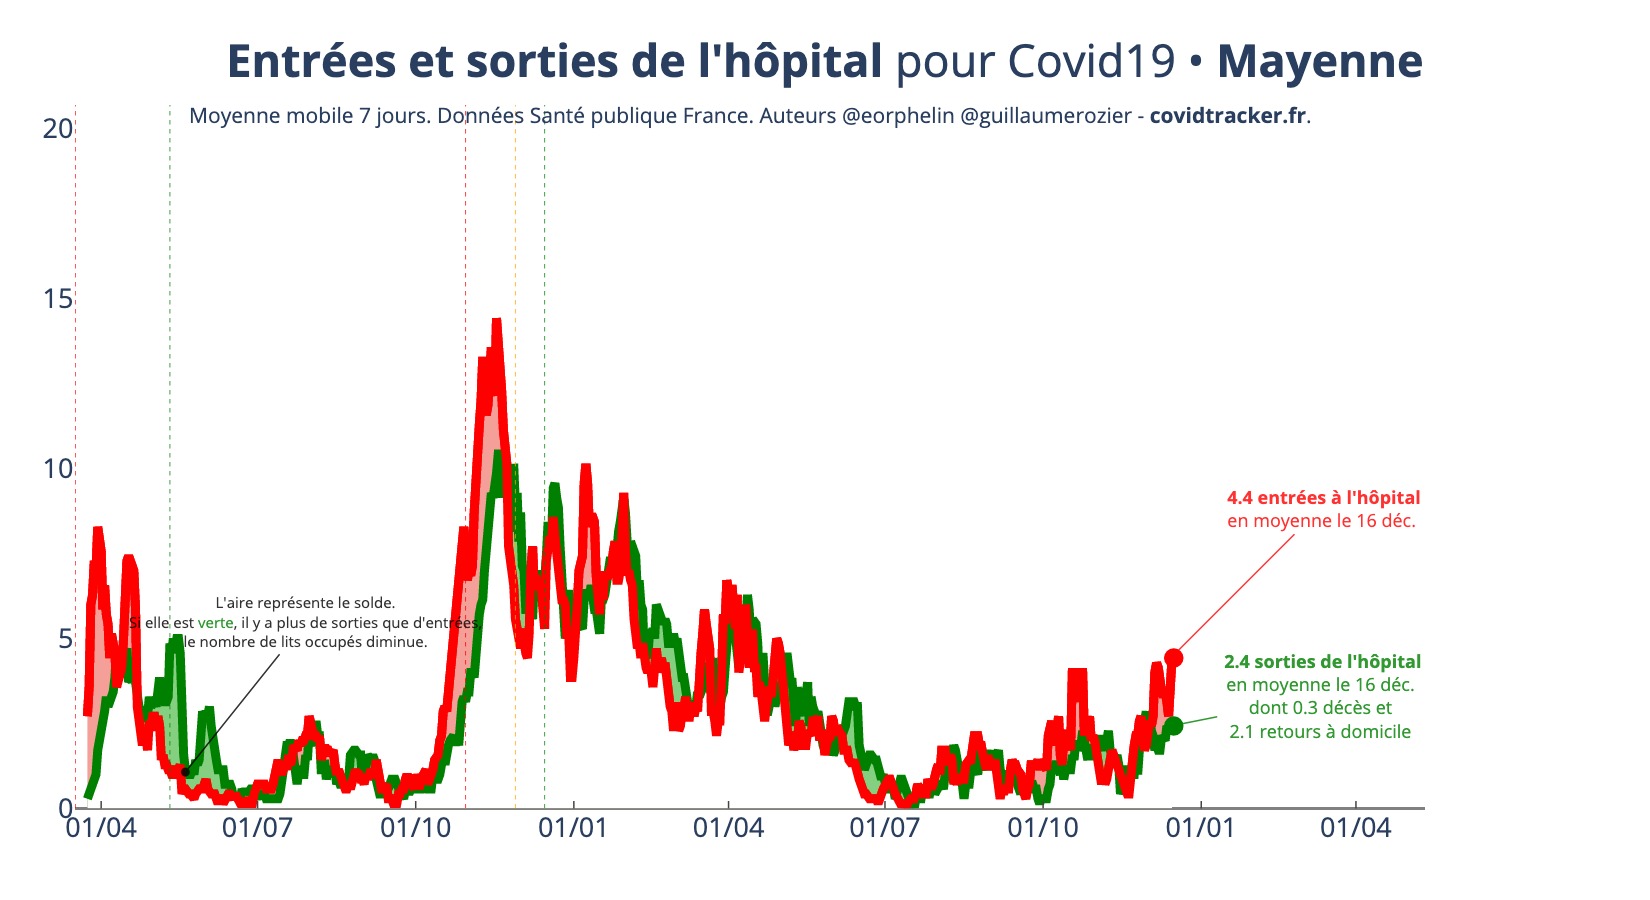 Entrées et sorties de l'hôpital pour Covid19 • Mayenne
Moyenne mobile 7 jours. Données Santé publique France. Auteurs @eorphelin @guillaumerozier - covidtracker.fr.
20
15
10
5
0
4.4 entrées à l'hôpital
en moyenne le 16 déc.
L'aire représente le solde.
Si elle est verte, il y a plus de sorties que d'entrées,
le nombre de lits occupés diminue.
2.4 sorties de l'hôpital
en moyenne le 16 déc.
dont 0.3 décès et
2.1 retours à domicile
01/04
01/07
01/10
01/01
01/04
01/07
01/10
01/01
01/04